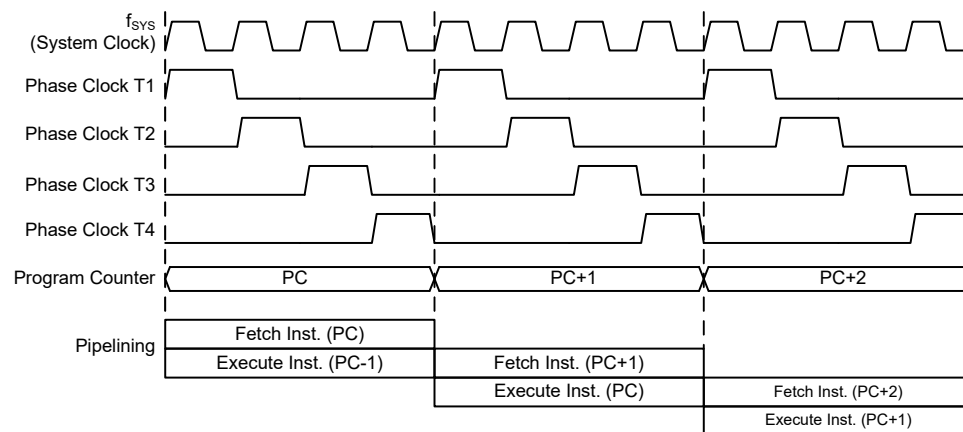 fSYS
(System Clock)
Phase Clock T1
Phase Clock T2
Phase Clock T3
Phase Clock T4
Program Counter PC PC+1 PC+2
Pipelining
Fetch Inst. (PC)
Execute Inst. (PC-1) Fetch Inst. (PC+1)
Execute Inst. (PC) Fetch Inst. (PC+2)
Execute Inst. (PC+1)